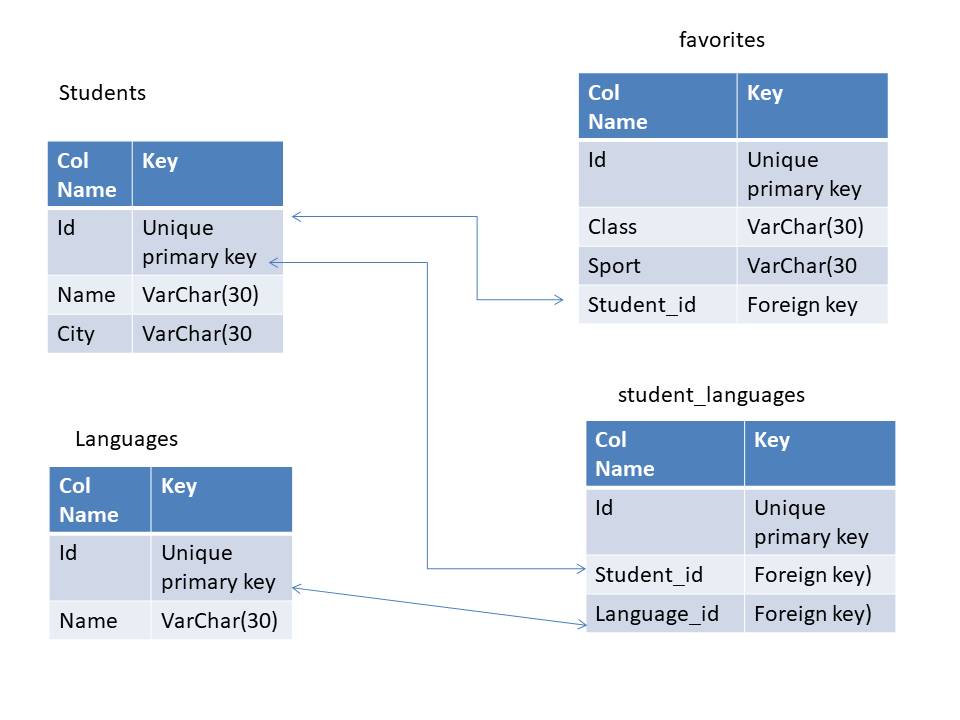 favorites
Col Name Key
Id Unique primary key
Class VarChar(30)
Sport VarChar(30
Student_id Foreign key
Students
Col Name Key
Id Unique primary key
Name VarChar(30)
City VarChar(30
student_languages
Col Name Key
Id Unique primary key
Student_id Foreign key)
Language_id Foreign key)
Languages
Col Name Key
Id Unique primary key
Name VarChar(30)